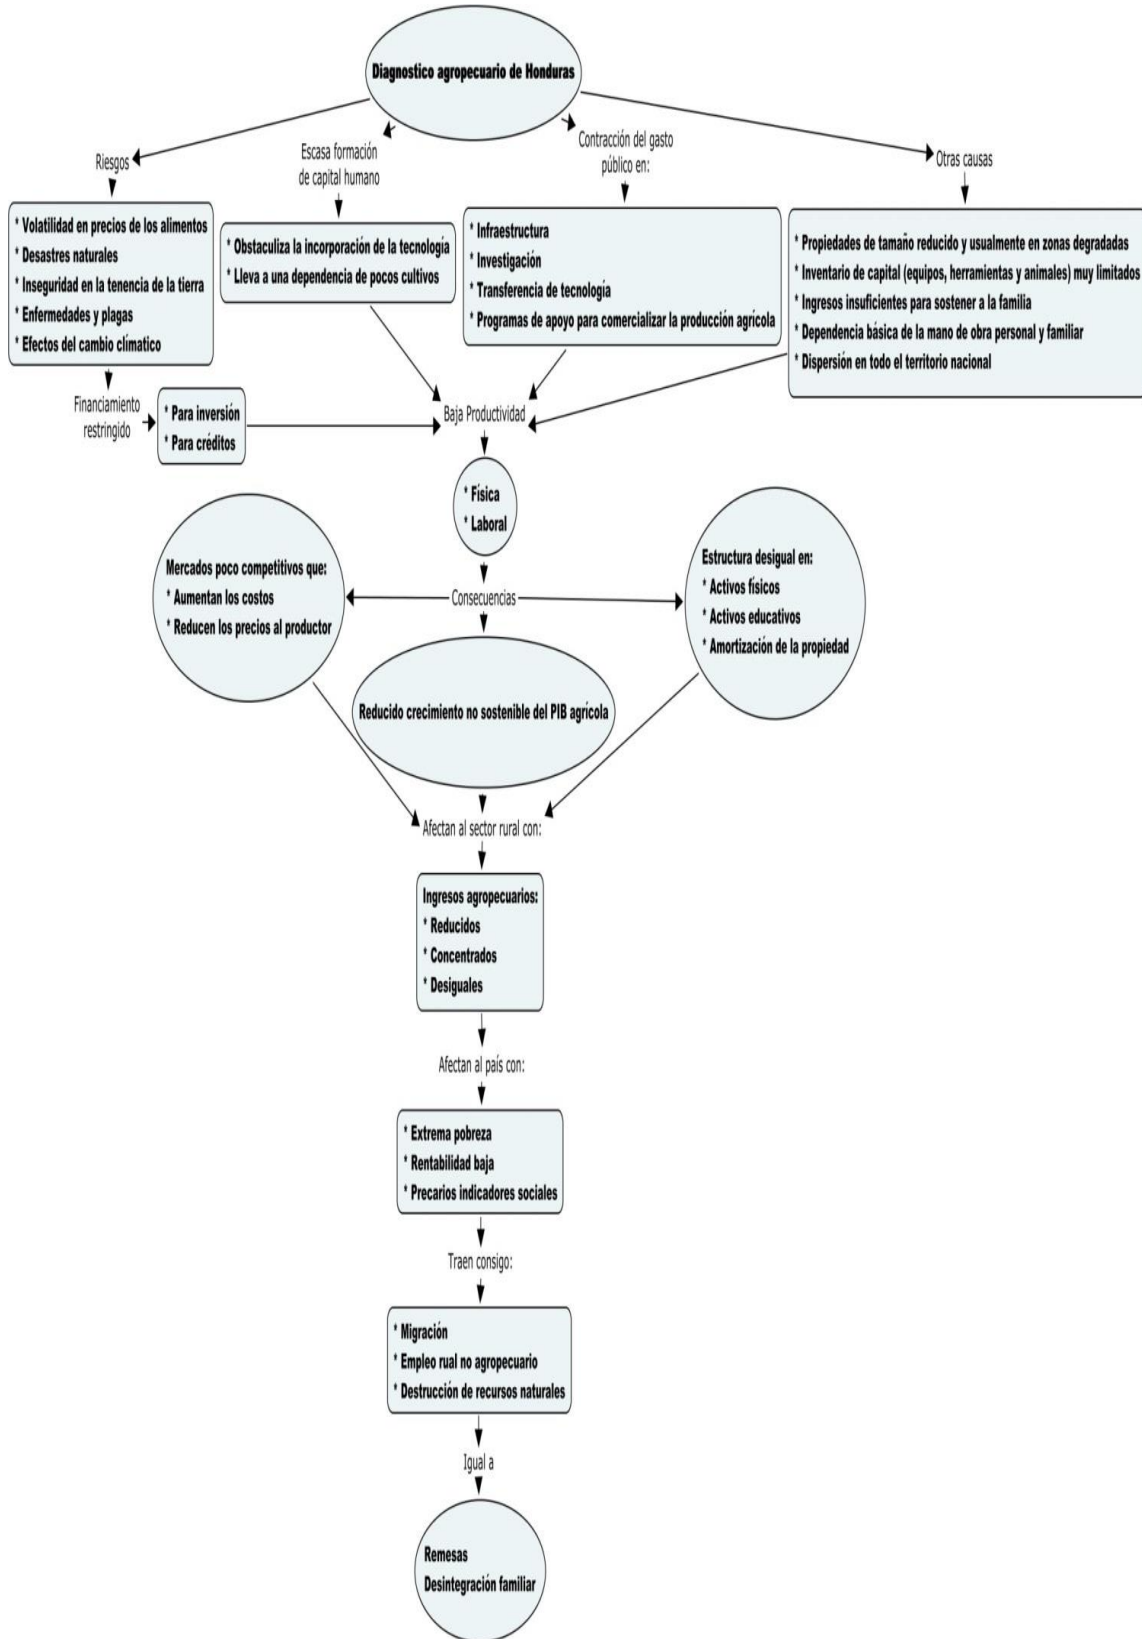 Diagnostico agropecuario de Honduras
Riesgos
Escasa formación
de capital humano
Contracción del gasto
público en:
Otras causas
* Volatilidad en precios de los alimentos
* Desastres naturales
* Inseguridad en la tenencia de la tierra
* Enfermedades y plagas
* Efectos del cambio clímatico
* Obstaculiza la incorporación de la tecnología
* Lleva a una dependencia de pocos cultivos
* Infraestructura
* Investigación
* Transferencia de tecnología
* Programas de apoyo para comercializar la producción agrícola
* Propiedades de tamaño reducido y usualmente en zonas degradadas
* Inventario de capital (equipos, herramientas y animales) muy limitados
* Ingresos insuficientes para sostener a la familia
* Dependencia básica de la mano de obra personal y familiar
* Dispersión en todo el territorio nacional
Financiamiento
restringido
* Para inversión
* Para créditos
Baja Productividad
* Física
* Laboral
Mercados poco competitivos que:
* Aumentan los costos
* Reducen los precios al productor
Consecuencias
Estructura desigual en:
* Activos físicos
* Activos educativos
* Amortización de la propiedad
Reducido crecimiento no sostenible del PIB agrícola
Afectan al sector rural con:
Ingresos agropecuarios:
* Reducidos
* Concentrados
* Desiguales
Afectan al país con:
* Extrema pobreza
* Rentabilidad baja
* Precarios indicadores sociales
Traen consigo:
* Migración
* Empleo rual no agropecuario
* Destrucción de recursos naturales
Igual a
Remesas
Desintegración familiar